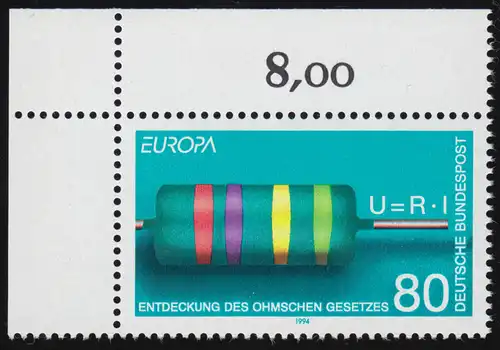 8,00
EUROPA
U=R·I
ENTDECKUNG DES OHMSCHEN GESETZES
80
DEUTSCHE BUNDESPOST
1994